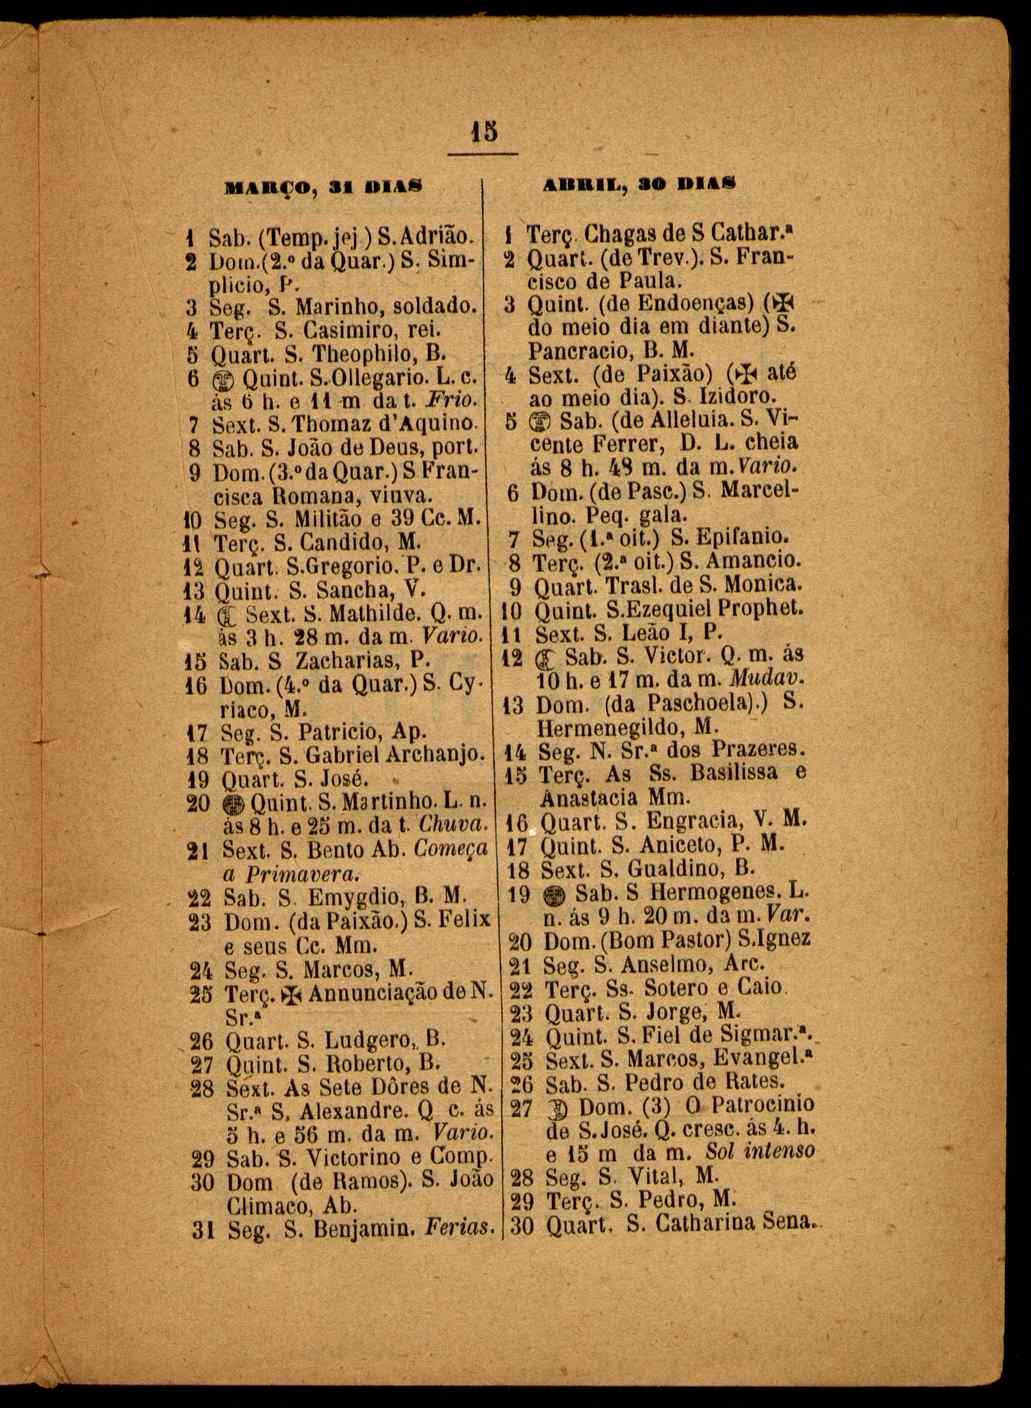 15
MARÇO, 31 DIAS
1 Sab. (Temp. jej ) S. Adrião.
2 Dom. (2.º da Quar.) S. Sim-
plicio, P.
3 Seg. S. Marinho, soldado.
4 Terç. S. Casimiro, rei.
5 Quart. S. Theophilo, B.
6 Quint. S. Ollegario. L. c.
ás 6 h. e 11 m da t. Frio.
7 Sext. S. Thomaz d'Aquino.
8 Sab. S. João de Deus, port.
9 Dom. (3.º da Quar.) S Fran-
cisca Romana, viuva.
10 Seg. S. Militão e 39 Cc. M.
11 Terç. S. Candido, M.
12 Quart. S. Gregorio. P. e Dr.
13 Quint. S. Sancha, V.
14 Sext. S. Mathilde. Q. m.
ás 3 h. 28 m. da m. Vario.
15 Sab. S Zacharias, P.
16 Dom. (4.º da Quar.) S. Cy-
riaco, M.
17 Seg. S. Patricio, Ap.
18 Terç. S. Gabriel Archanjo.
19 Quart. S. José.
20 Quint. S. Martinho. L. n.
ás 8 h. e 25 m. da t. Chuva.
21 Sext. S. Bento Ab. Começa
a Primavera.
22 Sab. S. Emygdio, B. M.
23 Dom. (da Paixão.) S. Felix
e seus Cc. Mm.
24 Seg. S. Marcos, M.
25 Terç. ✠ Annunciação de N.
Sr.ª
26 Quart. S. Ludgero, B.
27 Quint. S. Roberto, B.
28 Sext. As Sete Dôres de N.
Sr.ª S. Alexandre. Q c. ás
5 h. e 56 m. da m. Vario.
29 Sab. S. Victorino e Comp.
30 Dom (de Ramos). S. João
Climaco, Ab.
31 Seg. S. Benjamin. Ferias.
ABRIL, 30 DIAS
1 Terç. Chagas de S Cathar.ª
2 Quart. (de Trev.). S. Fran-
cisco de Paula.
3 Quint. (de Endoenças) (✠
do meio dia em diante) S.
Pancracio, B. M.
4 Sext. (de Paixão) (✠ até
ao meio dia). S. Izidoro.
5 Sab. (de Alleluia. S. Vi-
cente Ferrer, D. L. cheia
ás 8 h. 48 m. da m. Vario.
6 Dom. (de Pasc.) S. Marcel-
lino. Peq. gala.
7 Seg. (1.ª oit.) S. Epifanio.
8 Terç. (2.ª oit.) S. Amancio.
9 Quart. Trasl. de S. Monica.
10 Quint. S. Ezequiel Prophet.
11 Sext. S. Leão I, P.
12 Sab. S. Victor. Q. m. ás
10 h. e 17 m. da m. Mudav.
13 Dom. (da Paschoela).) S.
Hermenegildo, M.
14 Seg. N. Sr.ª dos Prazeres.
15 Terç. As Ss. Basilissa e
Anastacia Mm.
16 Quart. S. Engracia, V. M.
17 Quint. S. Aniceto, P. M.
18 Sext. S. Gualdino, B.
19 Sab. S Hermogenes. L.
n. ás 9 h. 20 m. da m. Var.
20 Dom. (Bom Pastor) S. Ignez
21 Seg. S. Anselmo, Arc.
22 Terç. Ss. Sotero e Caio
23 Quart. S. Jorge, M.
24 Quint. S. Fiel de Sigmar.ª.
25 Sext. S. Marcos, Evangel.ª
26 Sab. S. Pedro de Rates.
27 Dom. (3) O Patrocinio
de S. José. Q. cresc. ás 4. h.
e 15 m da m. Sol intenso
28 Seg. S. Vital, M.
29 Terç. S. Pedro, M.
30 Quart. S. Catharina Sena.